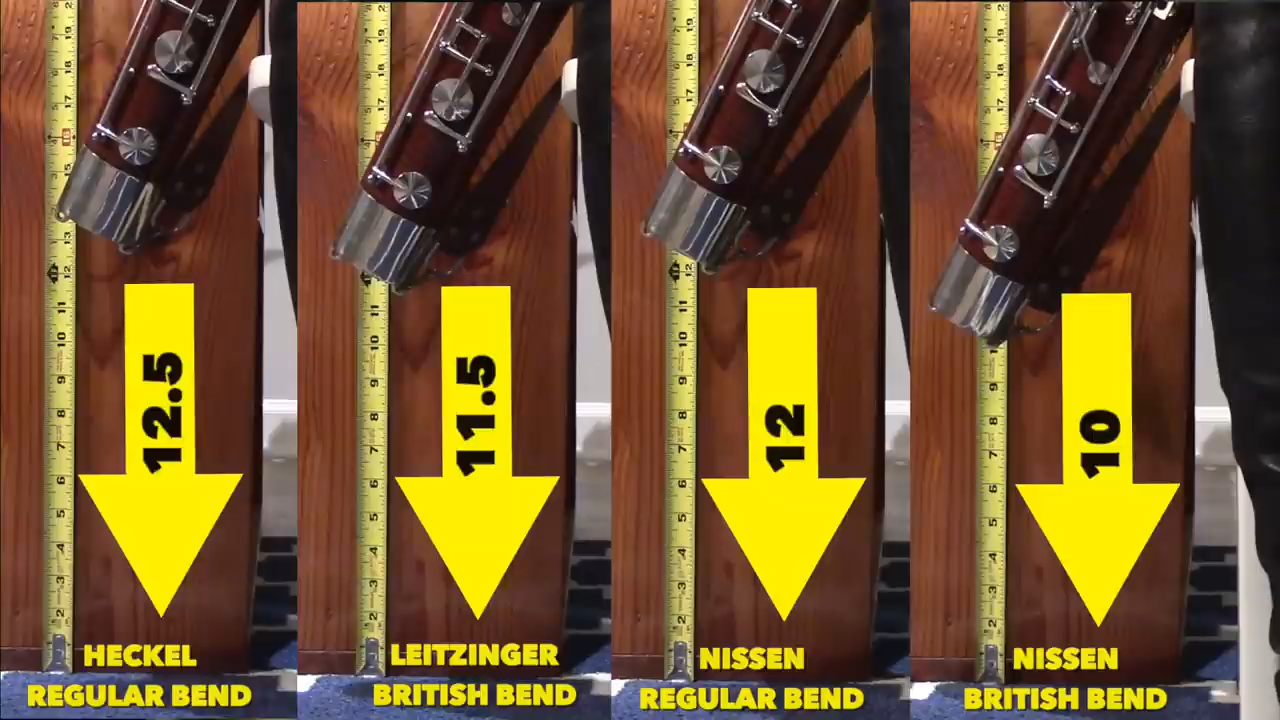 12.5
11.5
12
10
HECKEL
REGULAR BEND
LEITZINGER
BRITISH BEND
NISSEN
REGULAR BEND
NISSEN
BRITISH BEND